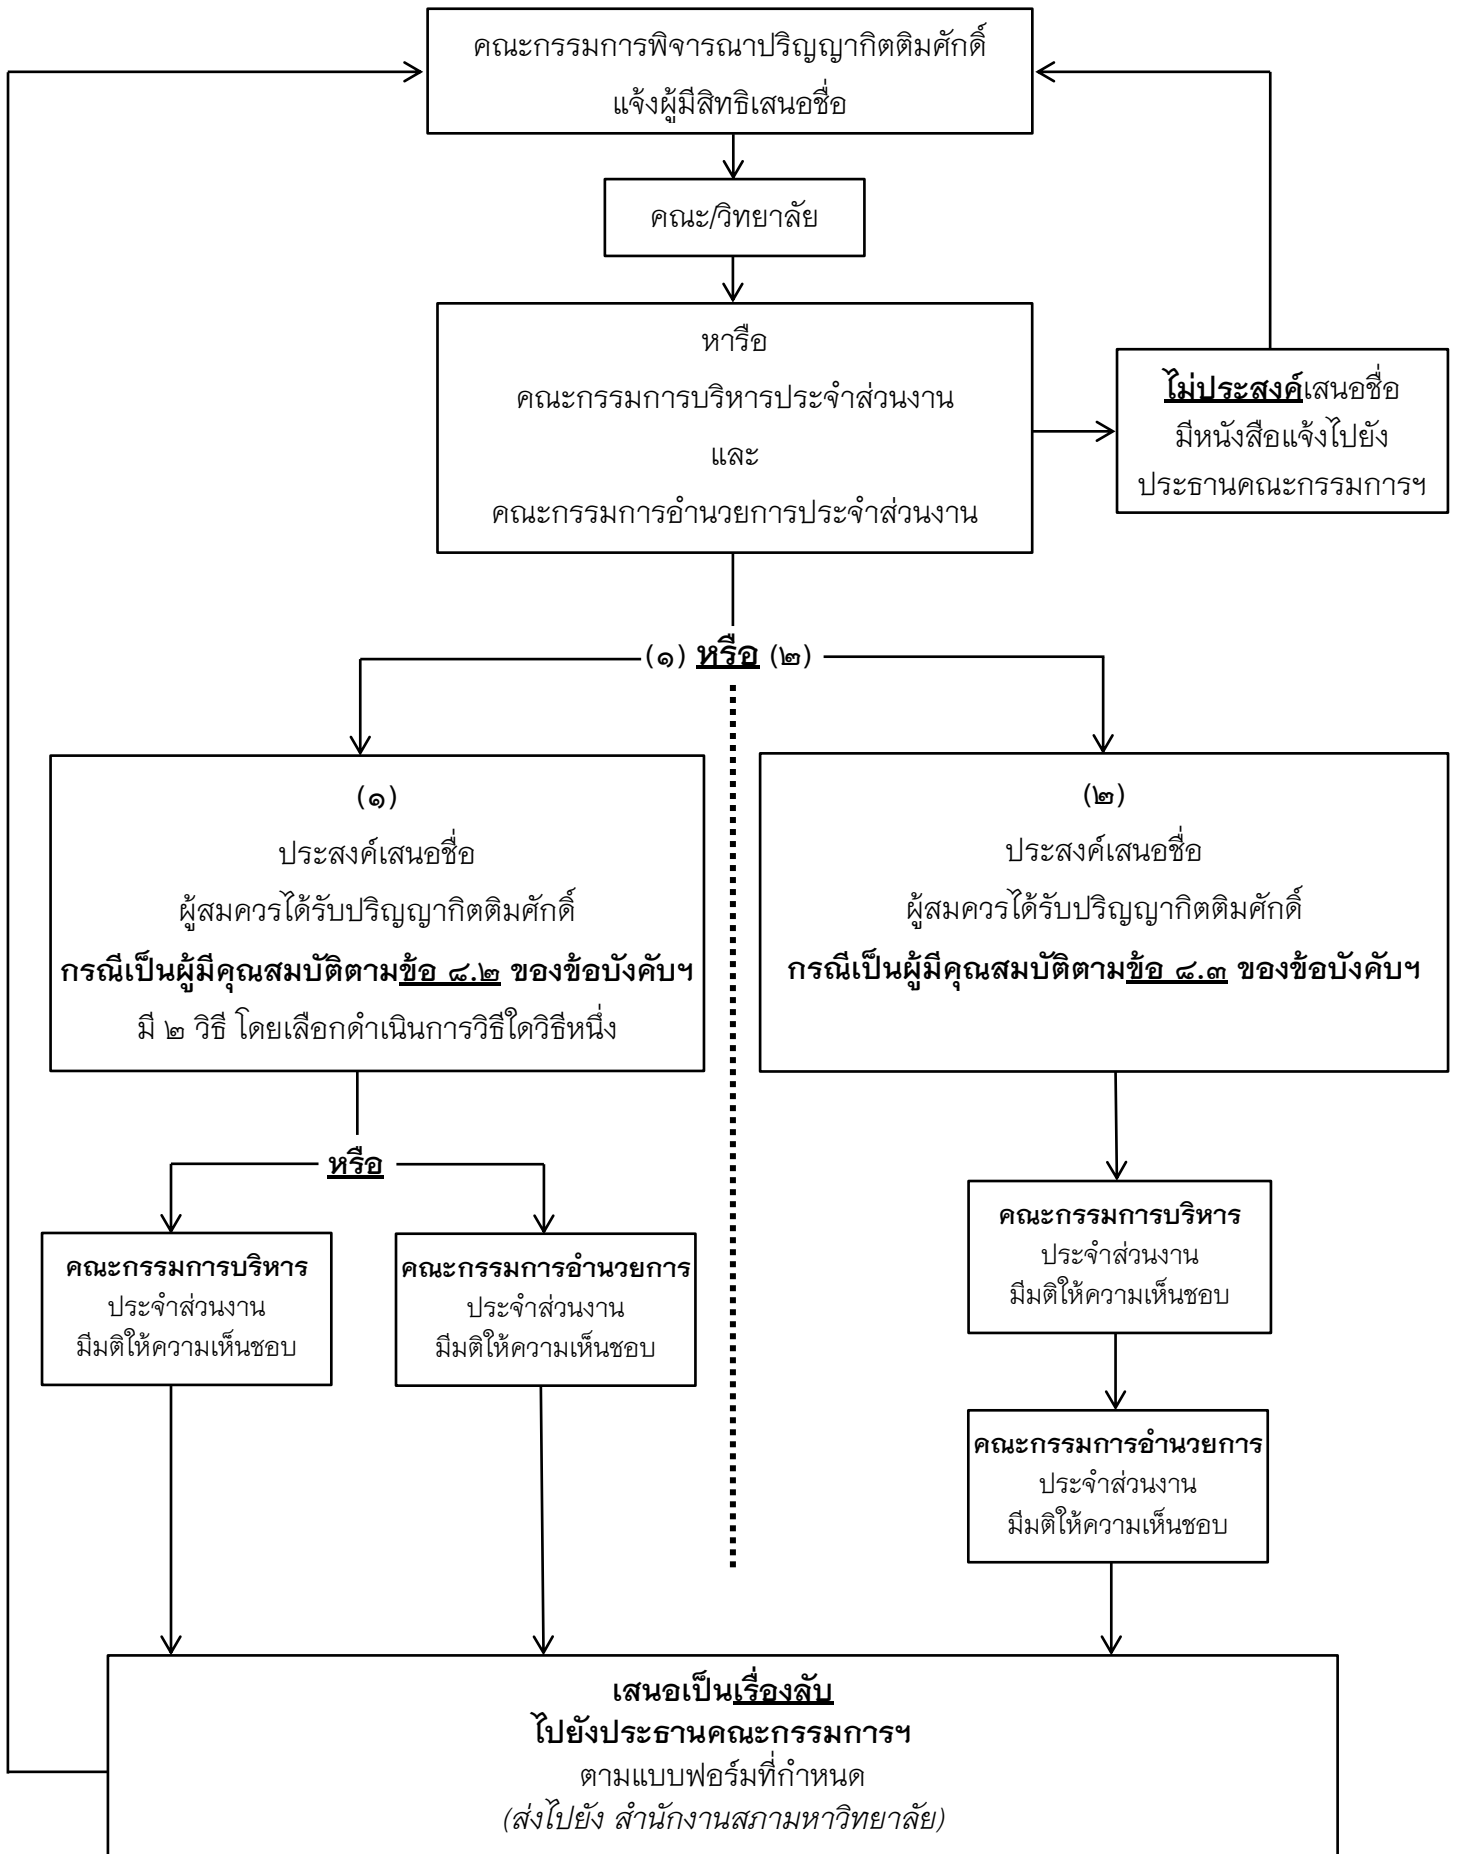 คณะกรรมการพิจารณาปริญญากิตติมศักดิ์
แจ้งผู้มีสิทธิเสนอชื่อ
คณะ/วิทยาลัย
หารือ
คณะกรรมการบริหารประจำส่วนงาน
และ
คณะกรรมการอำนวยการประจำส่วนงาน
ไม่ประสงค์เสนอชื่อ
มีหนังสือแจ้งไปยัง
ประธานคณะกรรมการฯ
(๑) หรือ (๒)
(๑)
ประสงค์เสนอชื่อ
ผู้สมควรได้รับปริญญากิตติมศักดิ์
กรณีเป็นผู้มีคุณสมบัติตามข้อ ๘.๒ ของข้อบังคับฯ
มี ๒ วิธี โดยเลือกดำเนินการวิธีใดวิธีหนึ่ง
(๒)
ประสงค์เสนอชื่อ
ผู้สมควรได้รับปริญญากิตติมศักดิ์
กรณีเป็นผู้มีคุณสมบัติตามข้อ ๘.๓ ของข้อบังคับฯ
หรือ
คณะกรรมการบริหาร
ประจำส่วนงาน
มีมติให้ความเห็นชอบ
คณะกรรมการอำนวยการ
ประจำส่วนงาน
มีมติให้ความเห็นชอบ
คณะกรรมการบริหาร
ประจำส่วนงาน
มีมติให้ความเห็นชอบ
คณะกรรมการอำนวยการ
ประจำส่วนงาน
มีมติให้ความเห็นชอบ
เสนอเป็นเรื่องลับ
ไปยังประธานคณะกรรมการฯ
ตามแบบฟอร์มที่กำหนด
(ส่งไปยัง สำนักงานสภามหาวิทยาลัย)